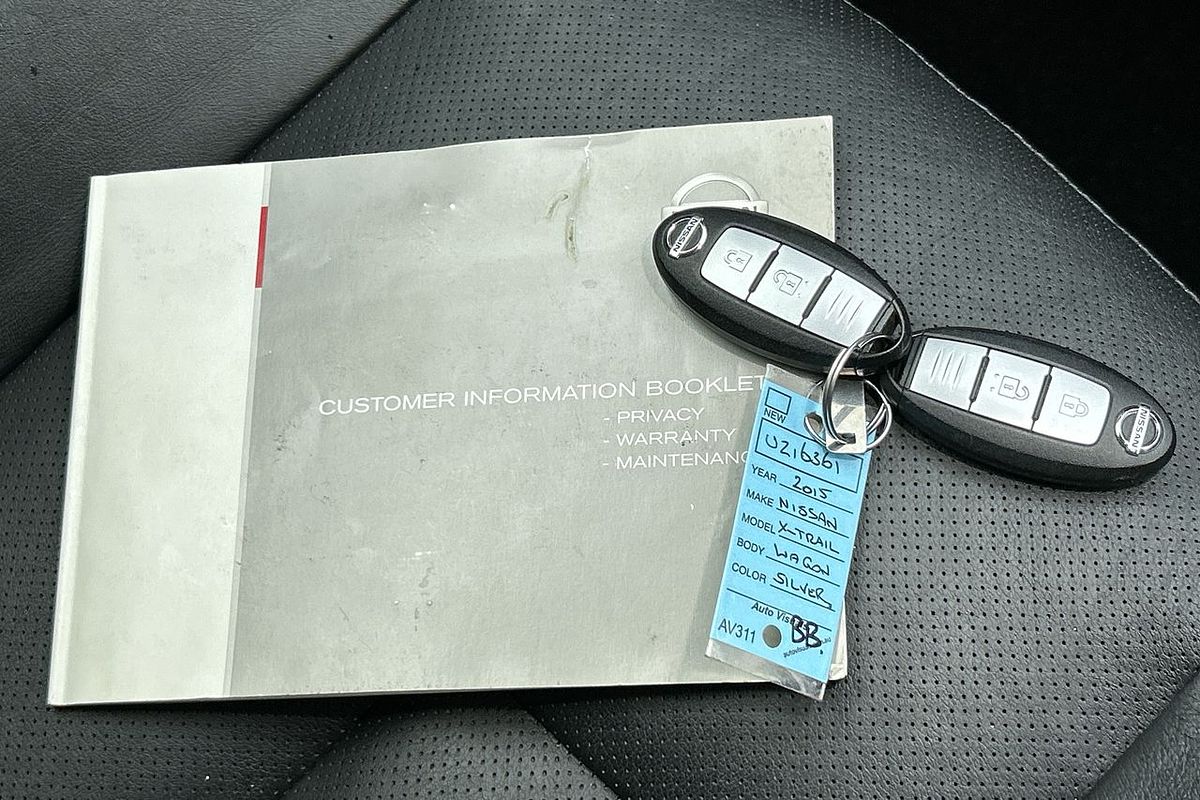 CUSTOMER INFORMATION BOOKLET
- PRIVACY
- WARRANTY
- MAINTENANC
NISSAN
NISSAN
NEW
U216361
YEAR 2015
MAKE NISSAN
MODEL X-TRAIL
BODY WAGON
COLOR SILVER
Auto
AV311 BB